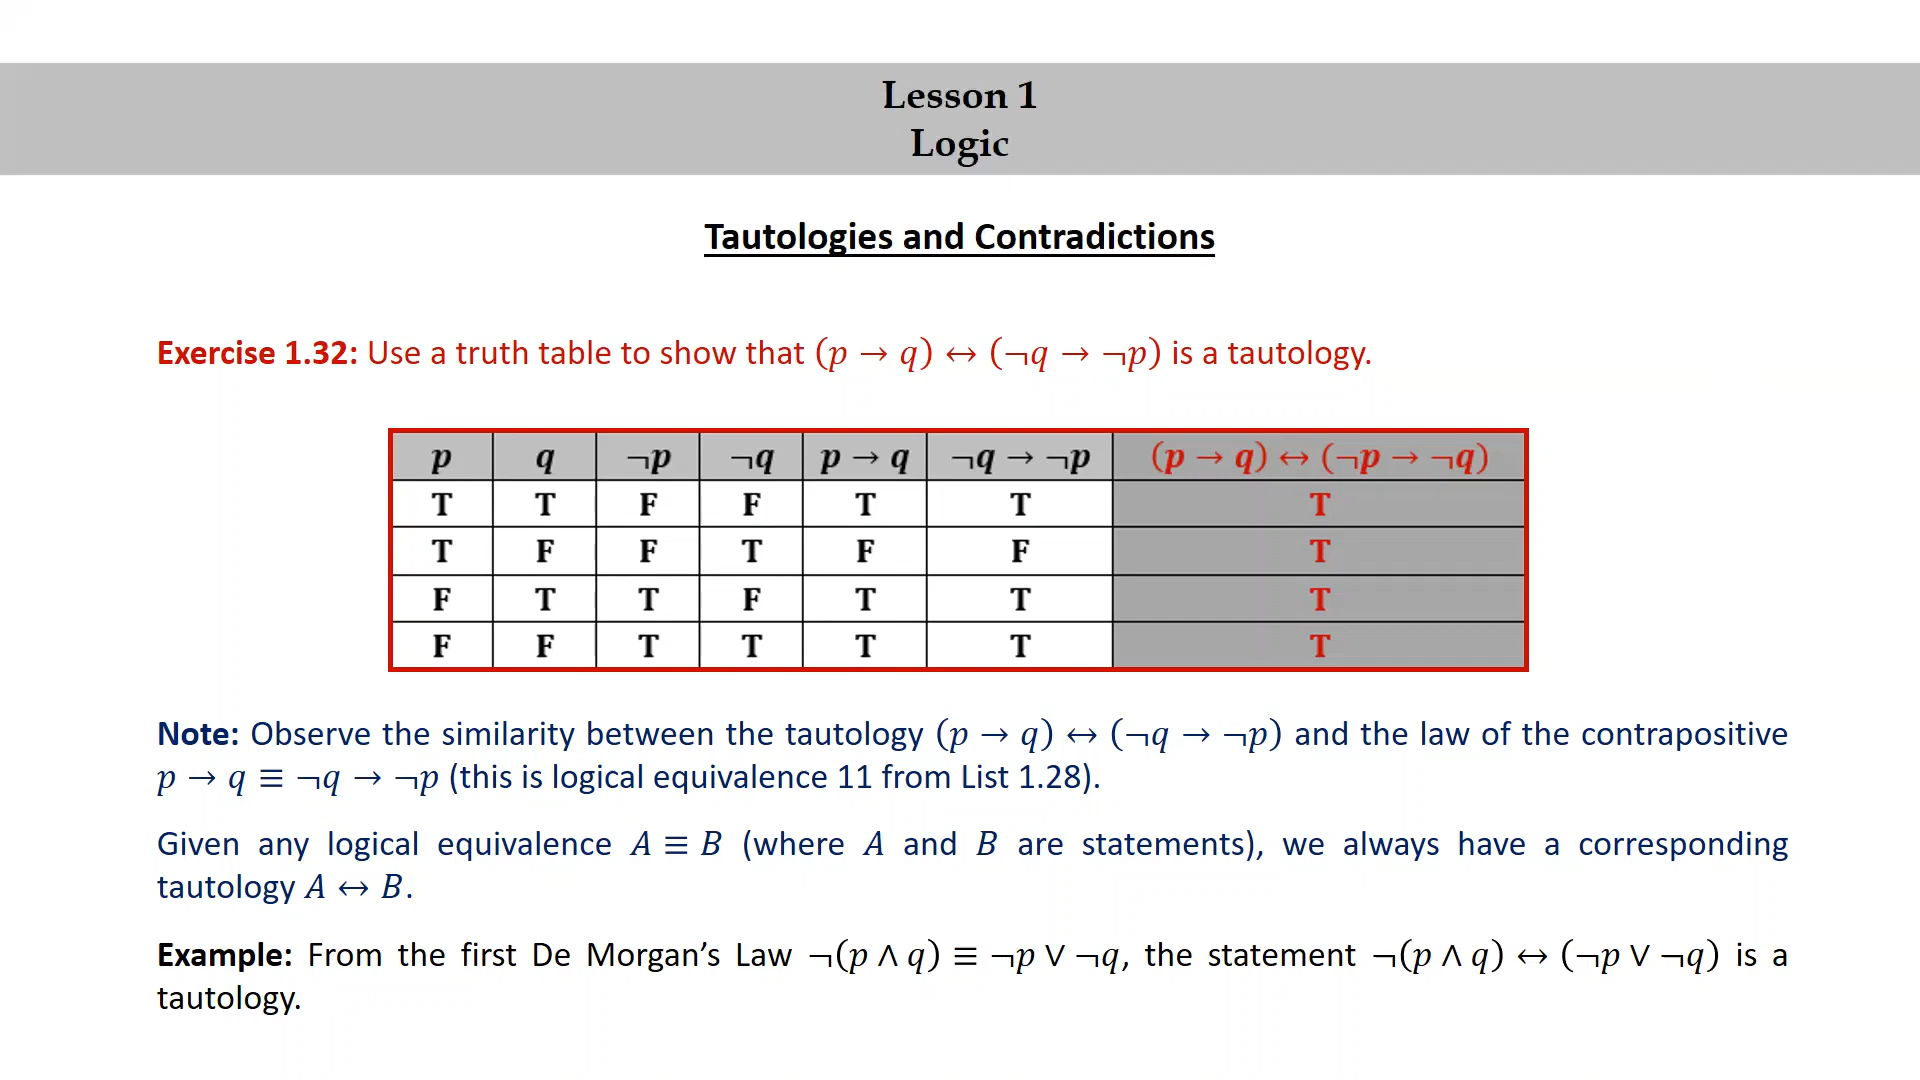 Lesson 1
Logic
Tautologies and Contradictions
Exercise 1.32: Use a truth table to show that (p → q) ↔ (¬q → ¬p) is a tautology.
p q ¬p ¬q p → q ¬q → ¬p (p → q) ↔ (¬p → ¬q)
T T F F T T T
T F F T F F T
F T T F T T T
F F T T T T T
Note: Observe the similarity between the tautology (p → q) ↔ (¬q → ¬p) and the law of the contrapositive
p → q ≡ ¬q → ¬p (this is logical equivalence 11 from List 1.28).
Given any logical equivalence A ≡ B (where A and B are statements), we always have a corresponding
tautology A ↔ B.
Example: From the first De Morgan’s Law ¬(p ∧ q) ≡ ¬p ∨ ¬q, the statement ¬(p ∧ q) ↔ (¬p ∨ ¬q) is a
tautology.